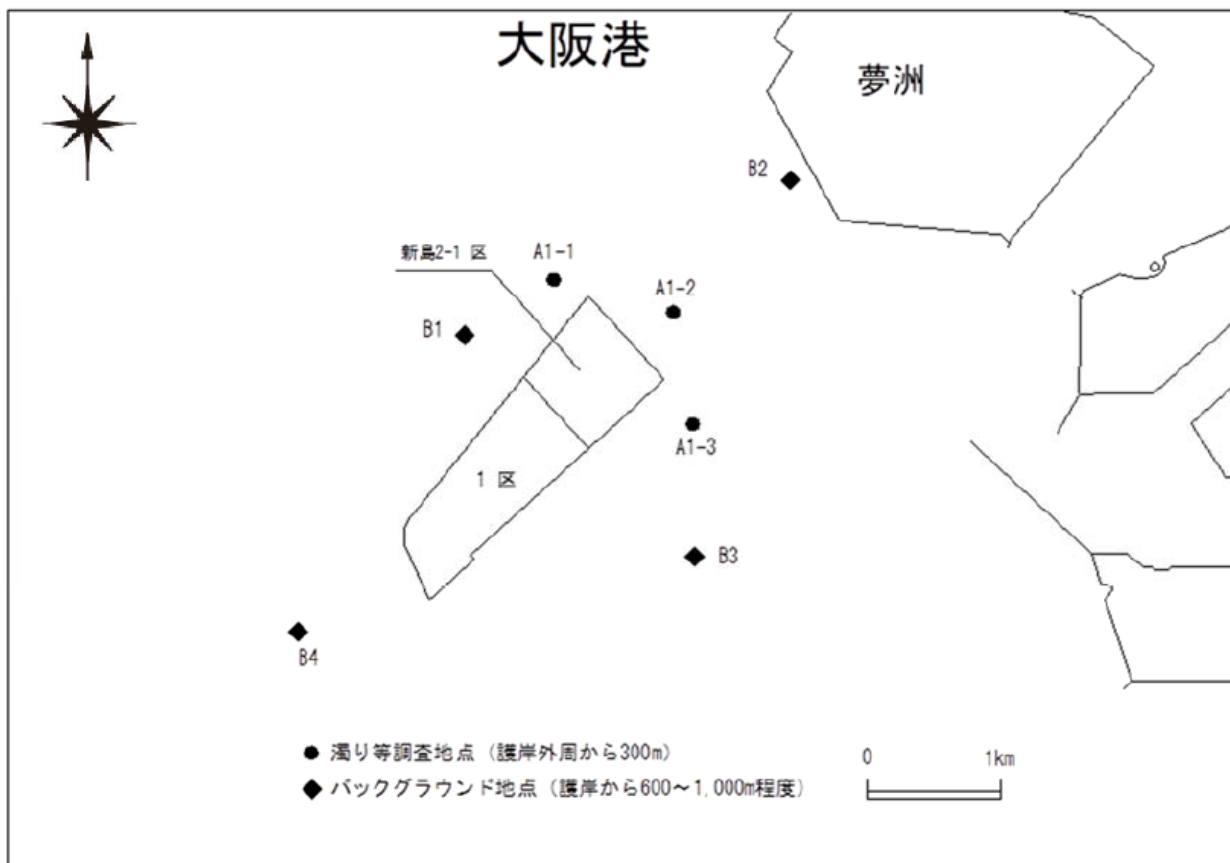 大阪港
夢洲
B2
新島2-1 区
A1-1
A1-2
B1
A1-3
1 区
B3
B4
● 濁り等調査地点（護岸外周から300m）
◆ バックグラウンド地点（護岸から600～1,000m程度）
0 1km